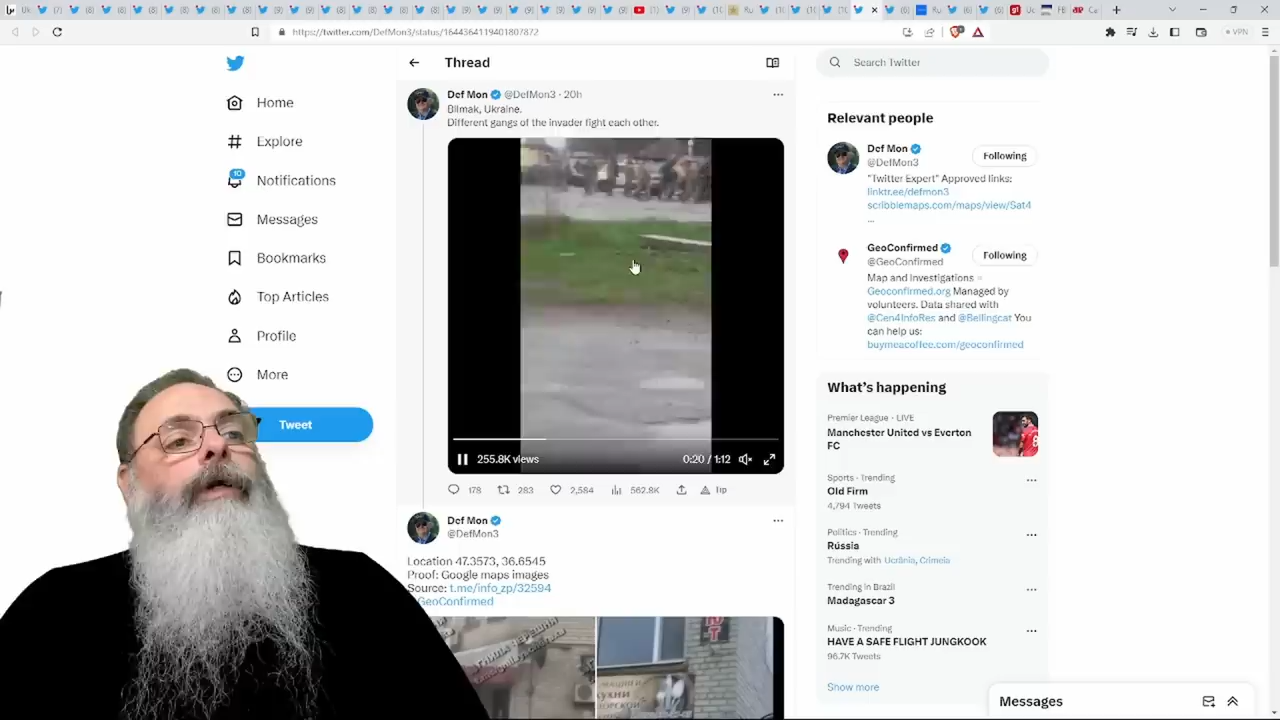 https://twitter.com/DefMon3/status/1644364119401807872
VPN
Home
Explore
10
Notifications
Messages
Bookmarks
Top Articles
Profile
More
Tweet
Thread
Def Mon @DefMon3 · 20h
Bilmak, Ukraine.
Different gangs of the invader fight each other.
255.8K views
0:20 / 1:12
178
283
2,584
562.8K
Tip
Def Mon
@DefMon3
Location 47.3573, 36.6545
Proof: Google maps images
Source: t.me/info_zp/32594
GeoConfirmed
Search Twitter
Relevant people
Def Mon
@DefMon3
Following
"Twitter Expert" Approved links:
linktr.ee/defmon3
scribblemaps.com/maps/view/Sat4
...
GeoConfirmed
@GeoConfirmed
Following
Map and Investigations =
Geoconfirmed.org Managed by
volunteers. Data shared with
@Cen4InfoRes and @Bellingcat You
can help us:
buymeacoffee.com/geoconfirmed
What's happening
Premier League · LIVE
Manchester United vs Everton
FC
Sports · Trending
Old Firm
4,794 Tweets
Politics · Trending
Rússia
Trending with Ucrânia, Crimeia
Trending in Brazil
Madagascar 3
Music · Trending
HAVE A SAFE FLIGHT JUNGKOOK
96.7K Tweets
Show more
Messages